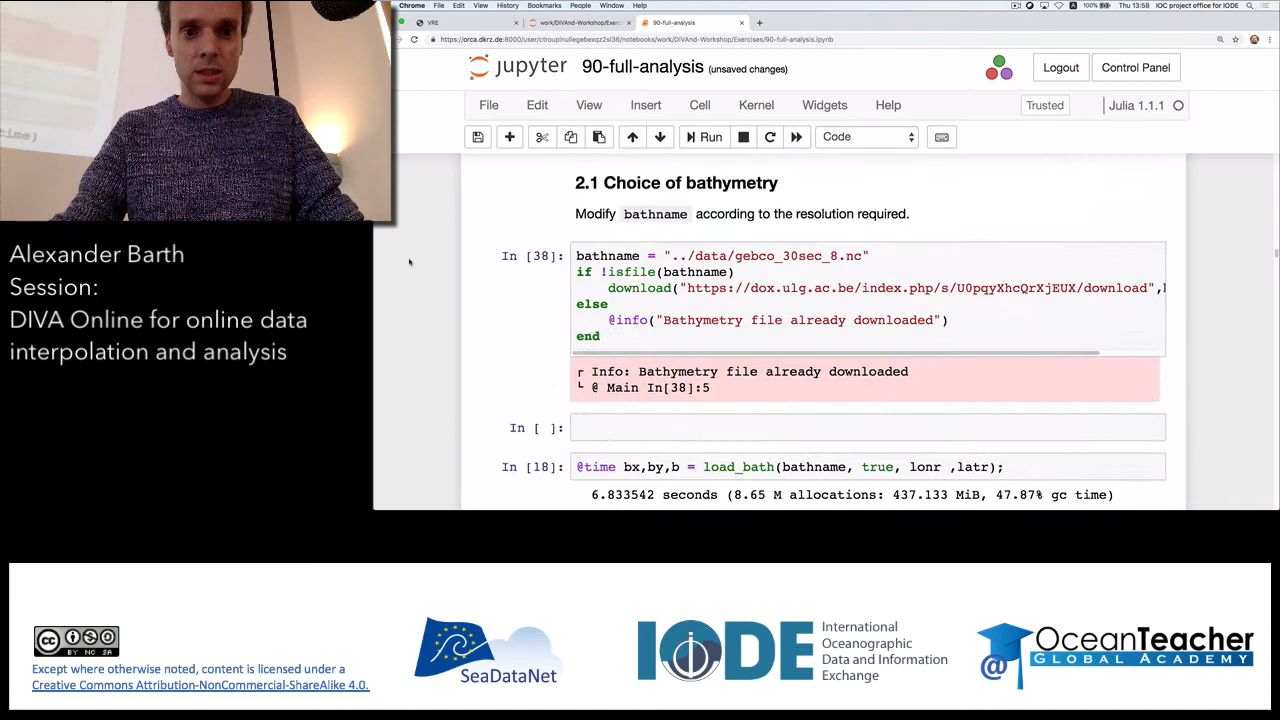 Chrome File Edit View History Bookmarks People Window Help
100% Thu 13:58 IOC project office for IODE
VRE
work/DIVAnd-Workshop/Exerc
90-full-analysis
https://orca.dkrz.de:8000/user/ctroupinuliegebexqz2sl36/notebooks/work/DIVAnd-Workshop/Exercises/90-full-analysis.ipynb
jupyter 90-full-analysis (unsaved changes)
Logout
Control Panel
File Edit View Insert Cell Kernel Widgets Help
Trusted
Julia 1.1.1
Run
Code
2.1 Choice of bathymetry
Modify bathname according to the resolution required.
In [38]:
bathname = "../data/gebco_30sec_8.nc"
if !isfile(bathname)
download("https://dox.ulg.ac.be/index.php/s/U0pqyXhcQrXjEUX/download",
else
@info("Bathymetry file already downloaded")
end
┌ Info: Bathymetry file already downloaded
└ @ Main In[38]:5
In [ ]:
In [18]:
@time bx,by,b = load_bath(bathname, true, lonr ,latr);
6.833542 seconds (8.65 M allocations: 437.133 MiB, 47.87% gc time)
time)
Alexander Barth
Session:
DIVA Online for online data
interpolation and analysis
cc BY NC SA
Except where otherwise noted, content is licensed under a
Creative Commons Attribution-NonCommercial-ShareAlike 4.0.
SeaDataNet
IODE
International
Oceanographic
Data and Information
Exchange
@
OceanTeacher
GLOBAL ACADEMY